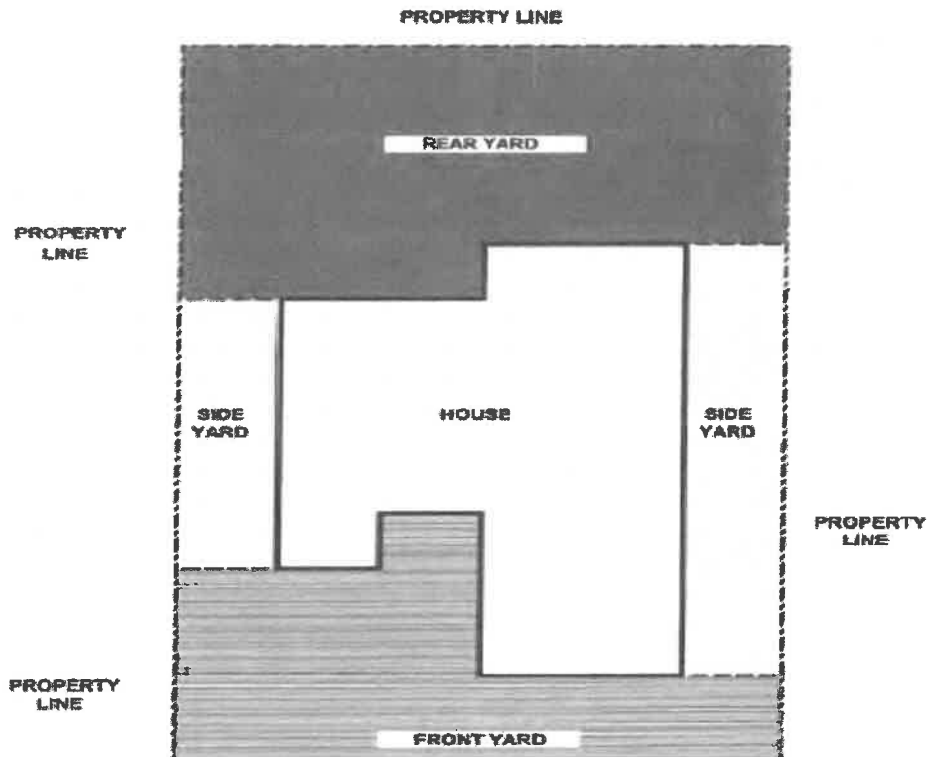 PROPERTY LINE
REAR YARD
PROPERTY
LINE
SIDE
YARD
HOUSE
SIDE
YARD
PROPERTY
LINE
PROPERTY
LINE
FRONT YARD